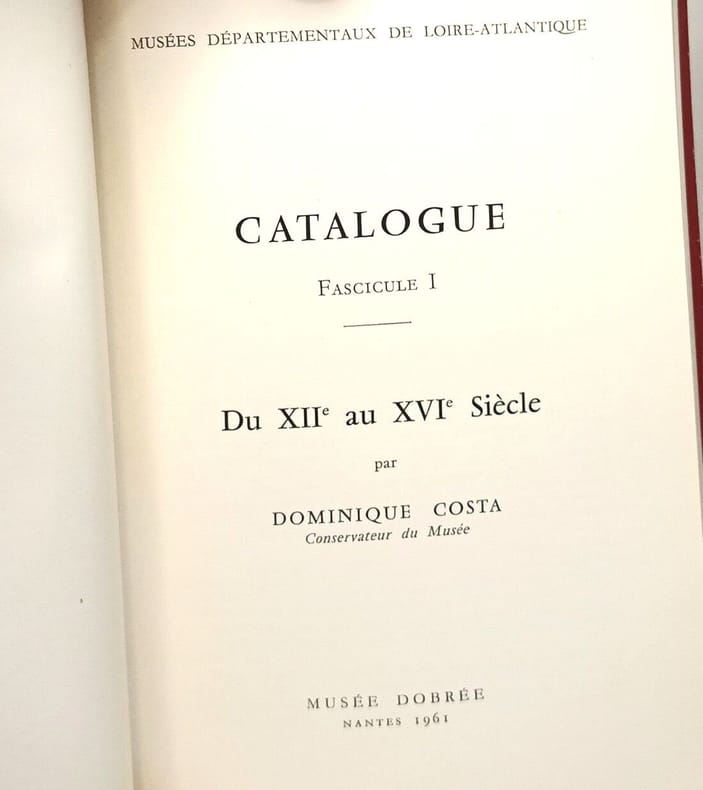 MUSÉES DÉPARTEMENTAUX DE LOIRE-ATLANTIQUE
CATALOGUE
FASCICULE I
Du XIIe au XVIe Siècle
par
DOMINIQUE COSTA
Conservateur du Musée
MUSÉE DOBRÉE
NANTES 1961